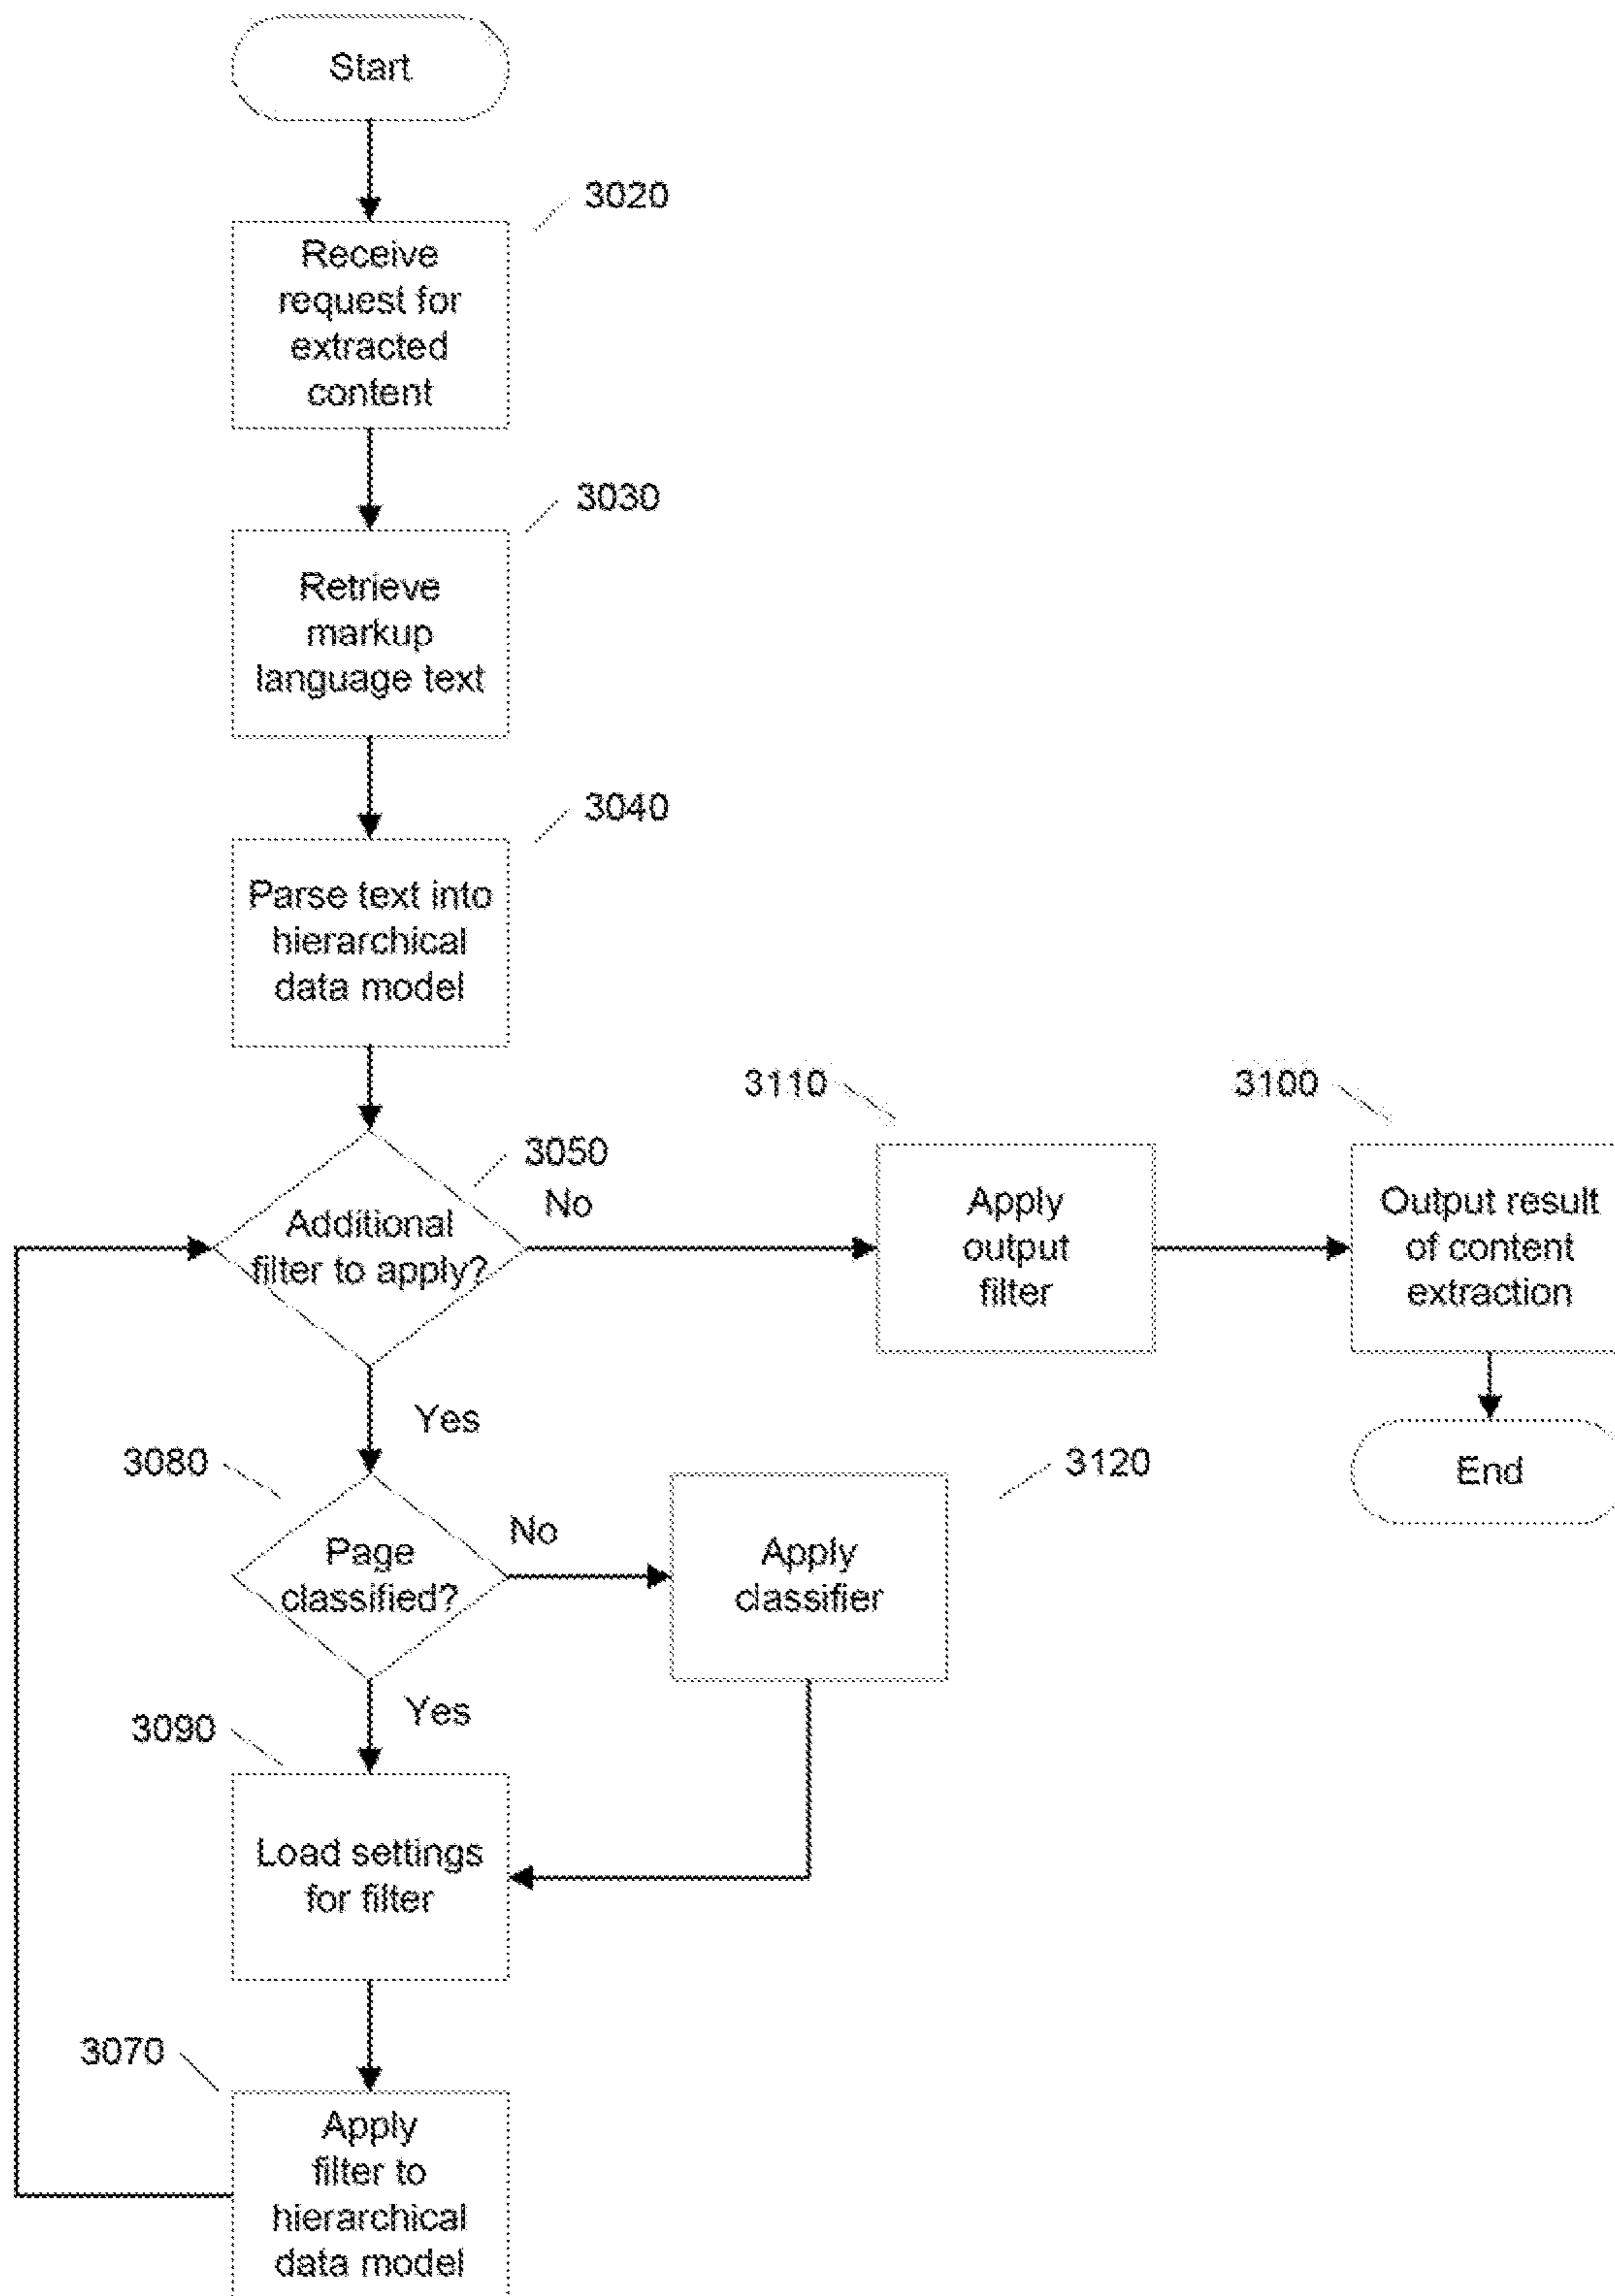 Start
3020
Receive
request for
extracted
content
3030
Retrieve
markup
language text
3040
Parse text into
hierarchical
data model
3110
3100
3050
No
Additional
filter to apply?
Apply
output
filter
Output result
of content
extraction
Yes
3080
3120
End
No
Page
classified?
Apply
classifier
Yes
3090
Load settings
for filter
3070
Apply
filter to
hierarchical
data model